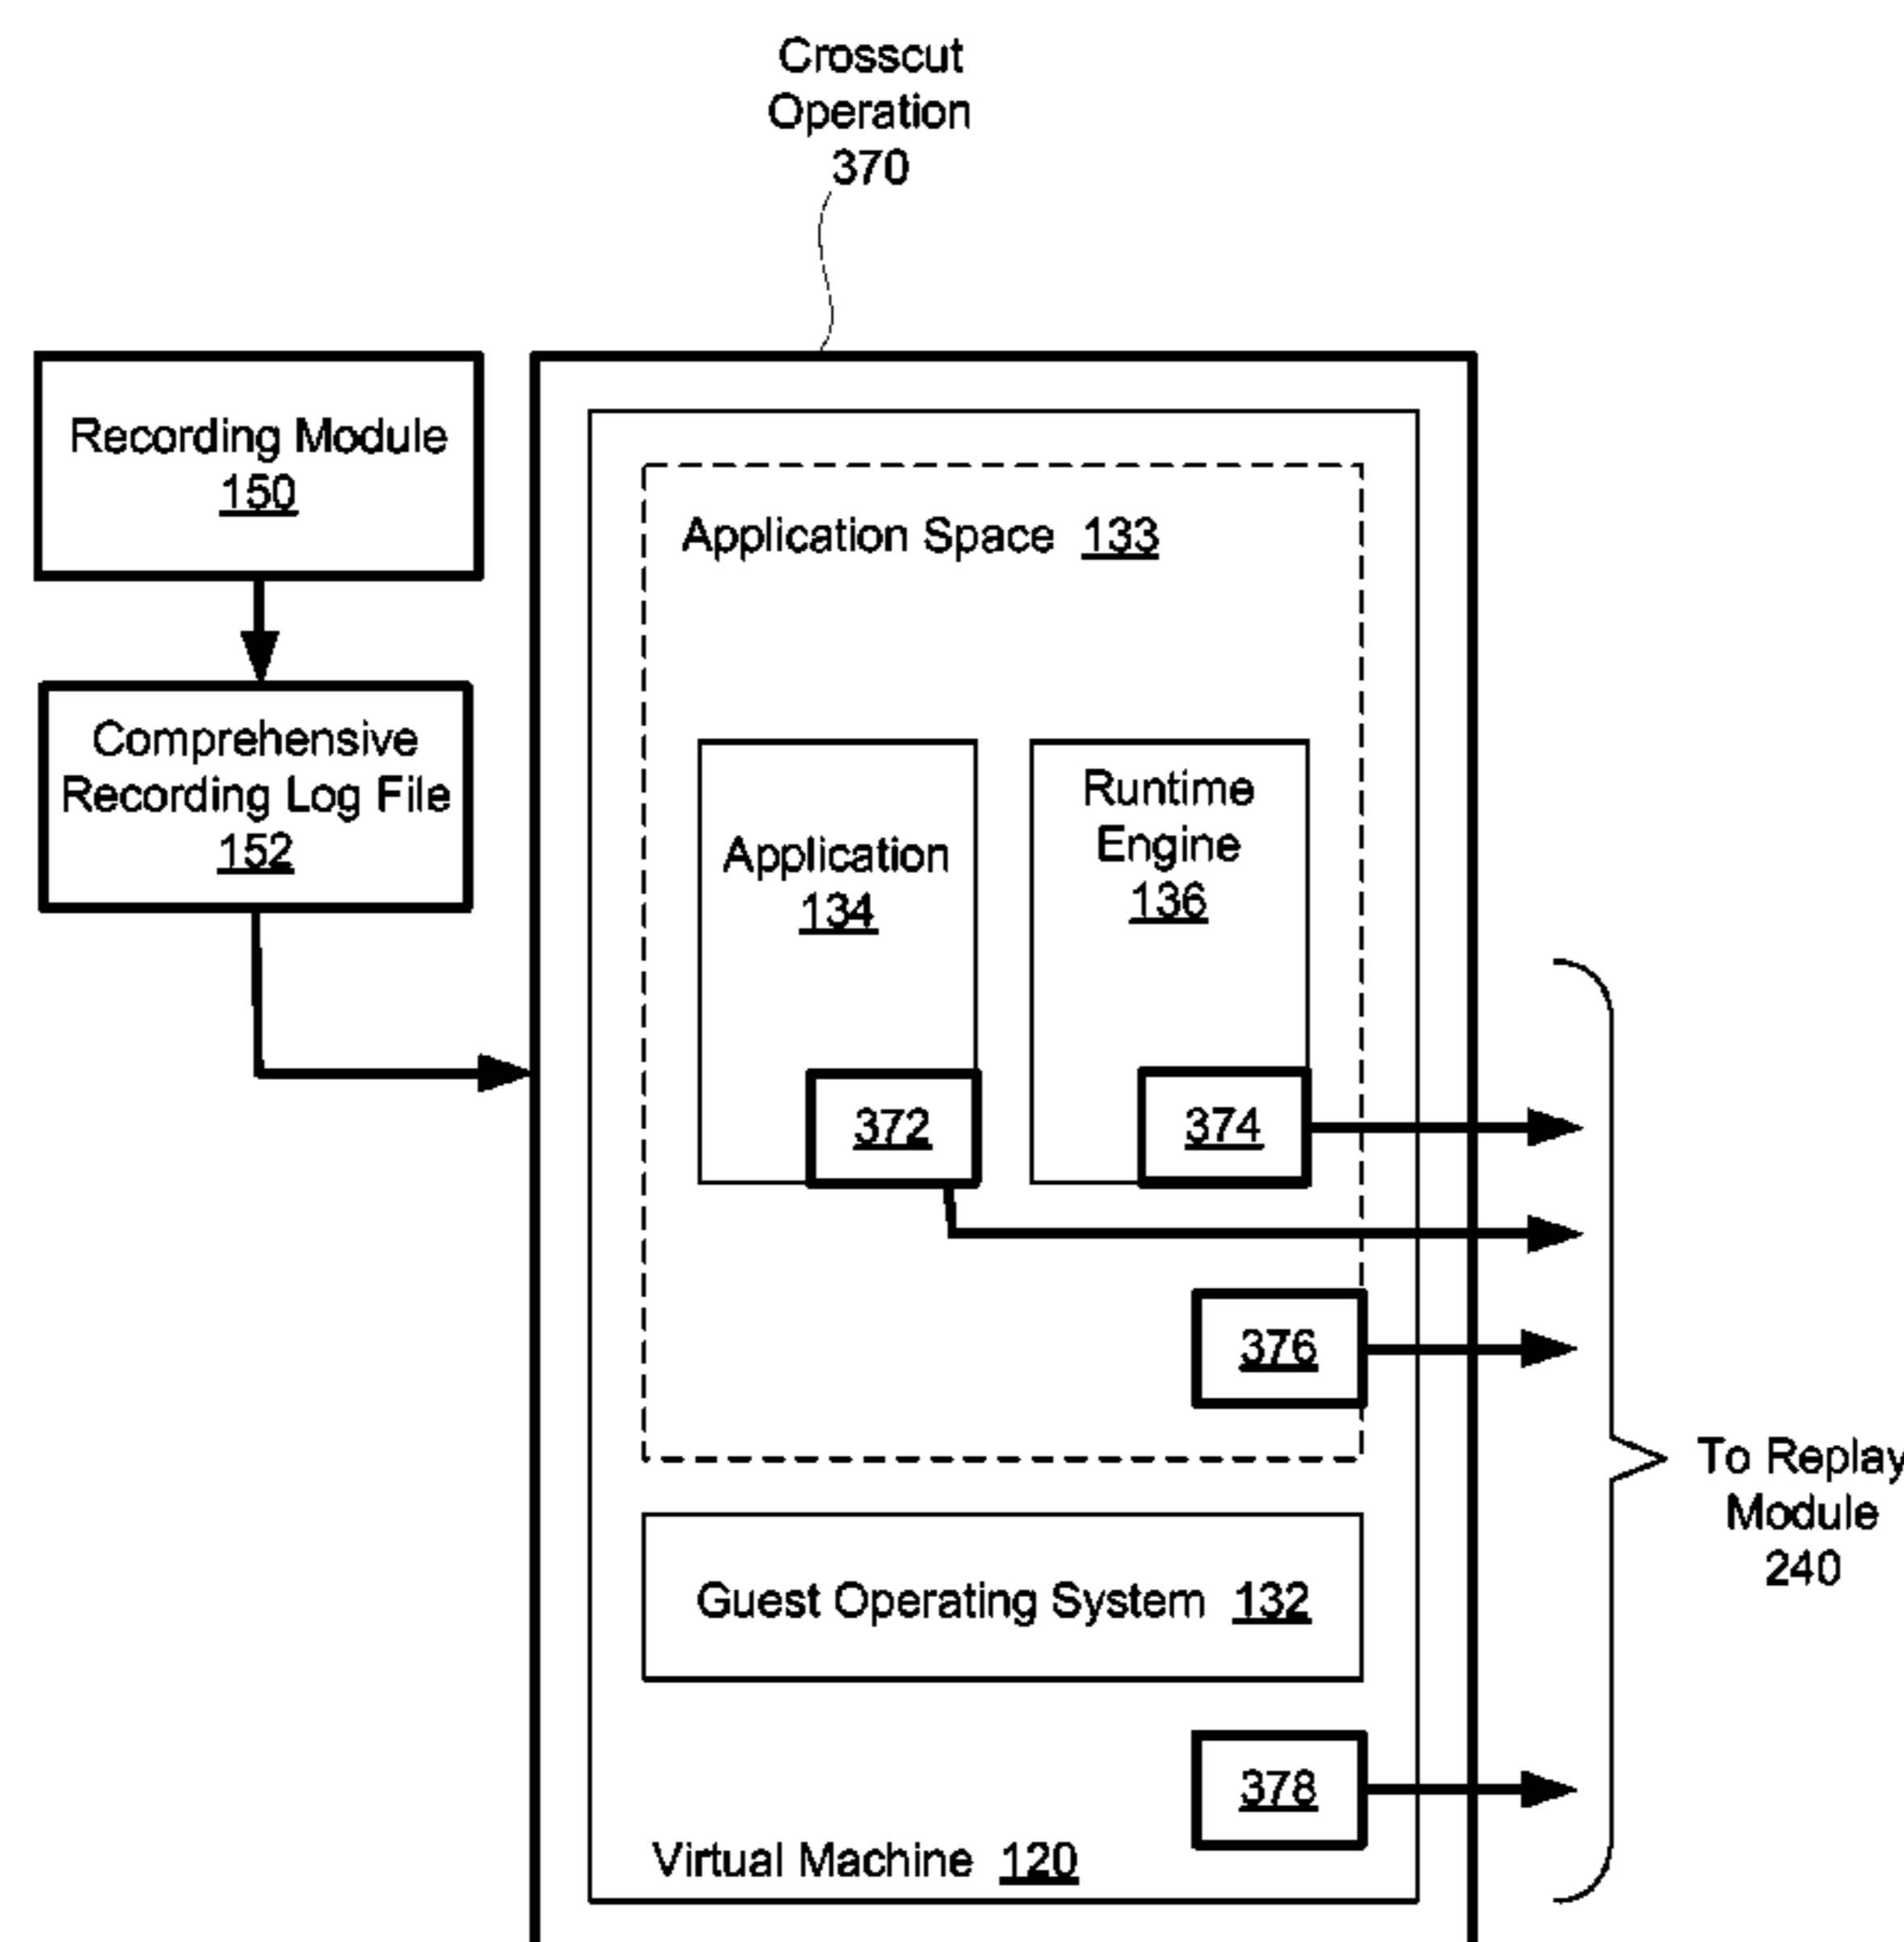 Crosscut
Operation
370
Recording Module
150
Comprehensive
Recording Log File
152
Application Space 133
Application
134
Runtime
Engine
136
372
374
376
To Replay
Module
240
Guest Operating System 132
378
Virtual Machine 120